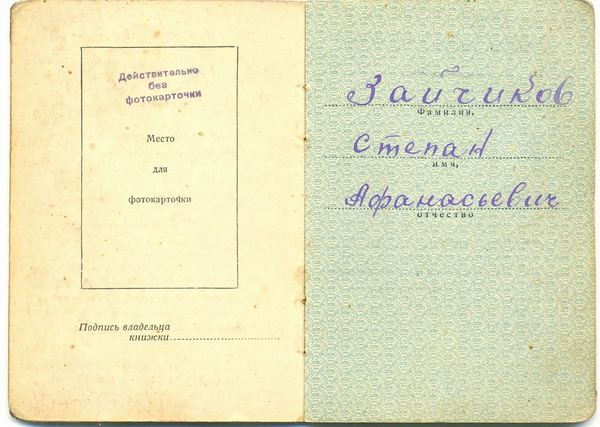 Действительно
без
фотокарточки
Место
для
фотокарточки
Подпись владельца
книжки
Зайчиков
Фамилия,
Степан
имя,
Афанасьевич
отчество